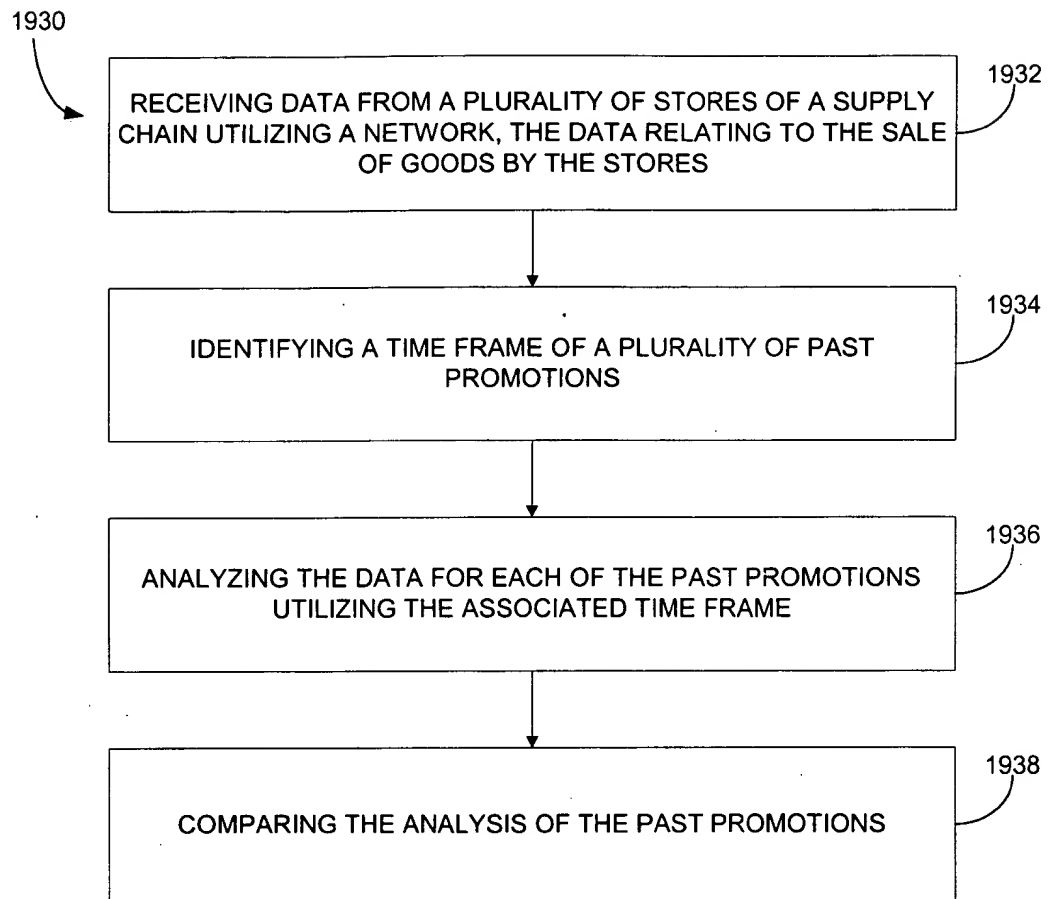 1930
1932
RECEIVING DATA FROM A PLURALITY OF STORES OF A SUPPLY
CHAIN UTILIZING A NETWORK, THE DATA RELATING TO THE SALE
OF GOODS BY THE STORES
1934
IDENTIFYING A TIME FRAME OF A PLURALITY OF PAST
PROMOTIONS
1936
ANALYZING THE DATA FOR EACH OF THE PAST PROMOTIONS
UTILIZING THE ASSOCIATED TIME FRAME
1938
COMPARING THE ANALYSIS OF THE PAST PROMOTIONS